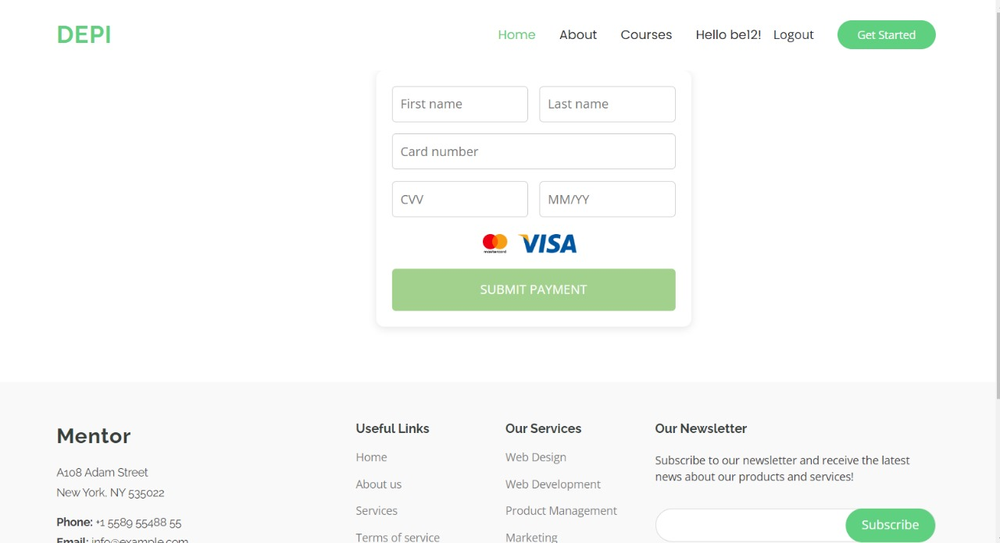 DEPI
Home About Courses Hello be12! Logout Get Started
First name Last name
Card number
CVV MM/YY
mastercard VISA
SUBMIT PAYMENT
Mentor
A108 Adam Street
New York, NY 535022
Phone: +1 5589 55488 55
Email: info@example.com
Useful Links
Home
About us
Services
Terms of service
Our Services
Web Design
Web Development
Product Management
Marketing
Our Newsletter
Subscribe to our newsletter and receive the latest
news about our products and services!
Subscribe